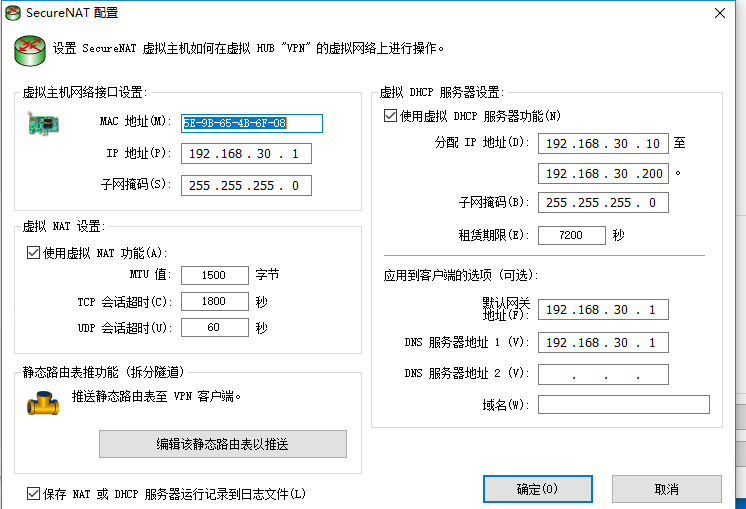 SecureNAT 配置
设置 SecureNAT 虚拟主机如何在虚拟 HUB "VPN" 的虚拟网络上进行操作。
虚拟主机网络接口设置:
MAC 地址(M): 5E-9B-65-4B-6F-08
IP 地址(P): 192 .168 . 30 . 1
子网掩码(S): 255 .255 .255 . 0
虚拟 NAT 设置:
使用虚拟 NAT 功能(A):
MTU 值: 1500 字节
TCP 会话超时(C): 1800 秒
UDP 会话超时(U): 60 秒
静态路由表推功能 (拆分隧道)
推送静态路由表至 VPN 客户端。
编辑该静态路由表以推送
保存 NAT 或 DHCP 服务器运行记录到日志文件(L)
虚拟 DHCP 服务器设置:
使用虚拟 DHCP 服务器功能(N)
分配 IP 地址(D): 192 .168 . 30 . 10 至
192 .168 . 30 .200 。
子网掩码(B): 255 .255 .255 . 0
租赁期限(E): 7200 秒
应用到客户端的选项 (可选):
默认网关
地址(F): 192 .168 . 30 . 1
DNS 服务器地址 1 (V): 192 .168 . 30 . 1
DNS 服务器地址 2 (V): . . .
域名(W):
确定(O)
取消